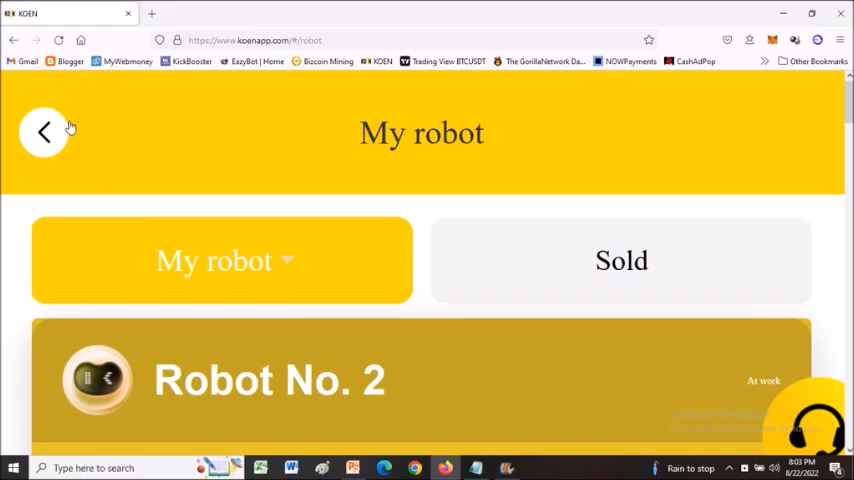 KOEN
https://www.koenapp.com/#/robot
Gmail Blogger MyWebmoney KickBooster EazyBot | Home Bizcoin Mining KOEN Trading View BTCUSDT The GorillaNetwork Da... NOWPayments CashAdPop Other Bookmarks
My robot
My robot Sold
Robot No. 2
At work
Type here to search
Rain to stop
8:03 PM
8/22/2022
4